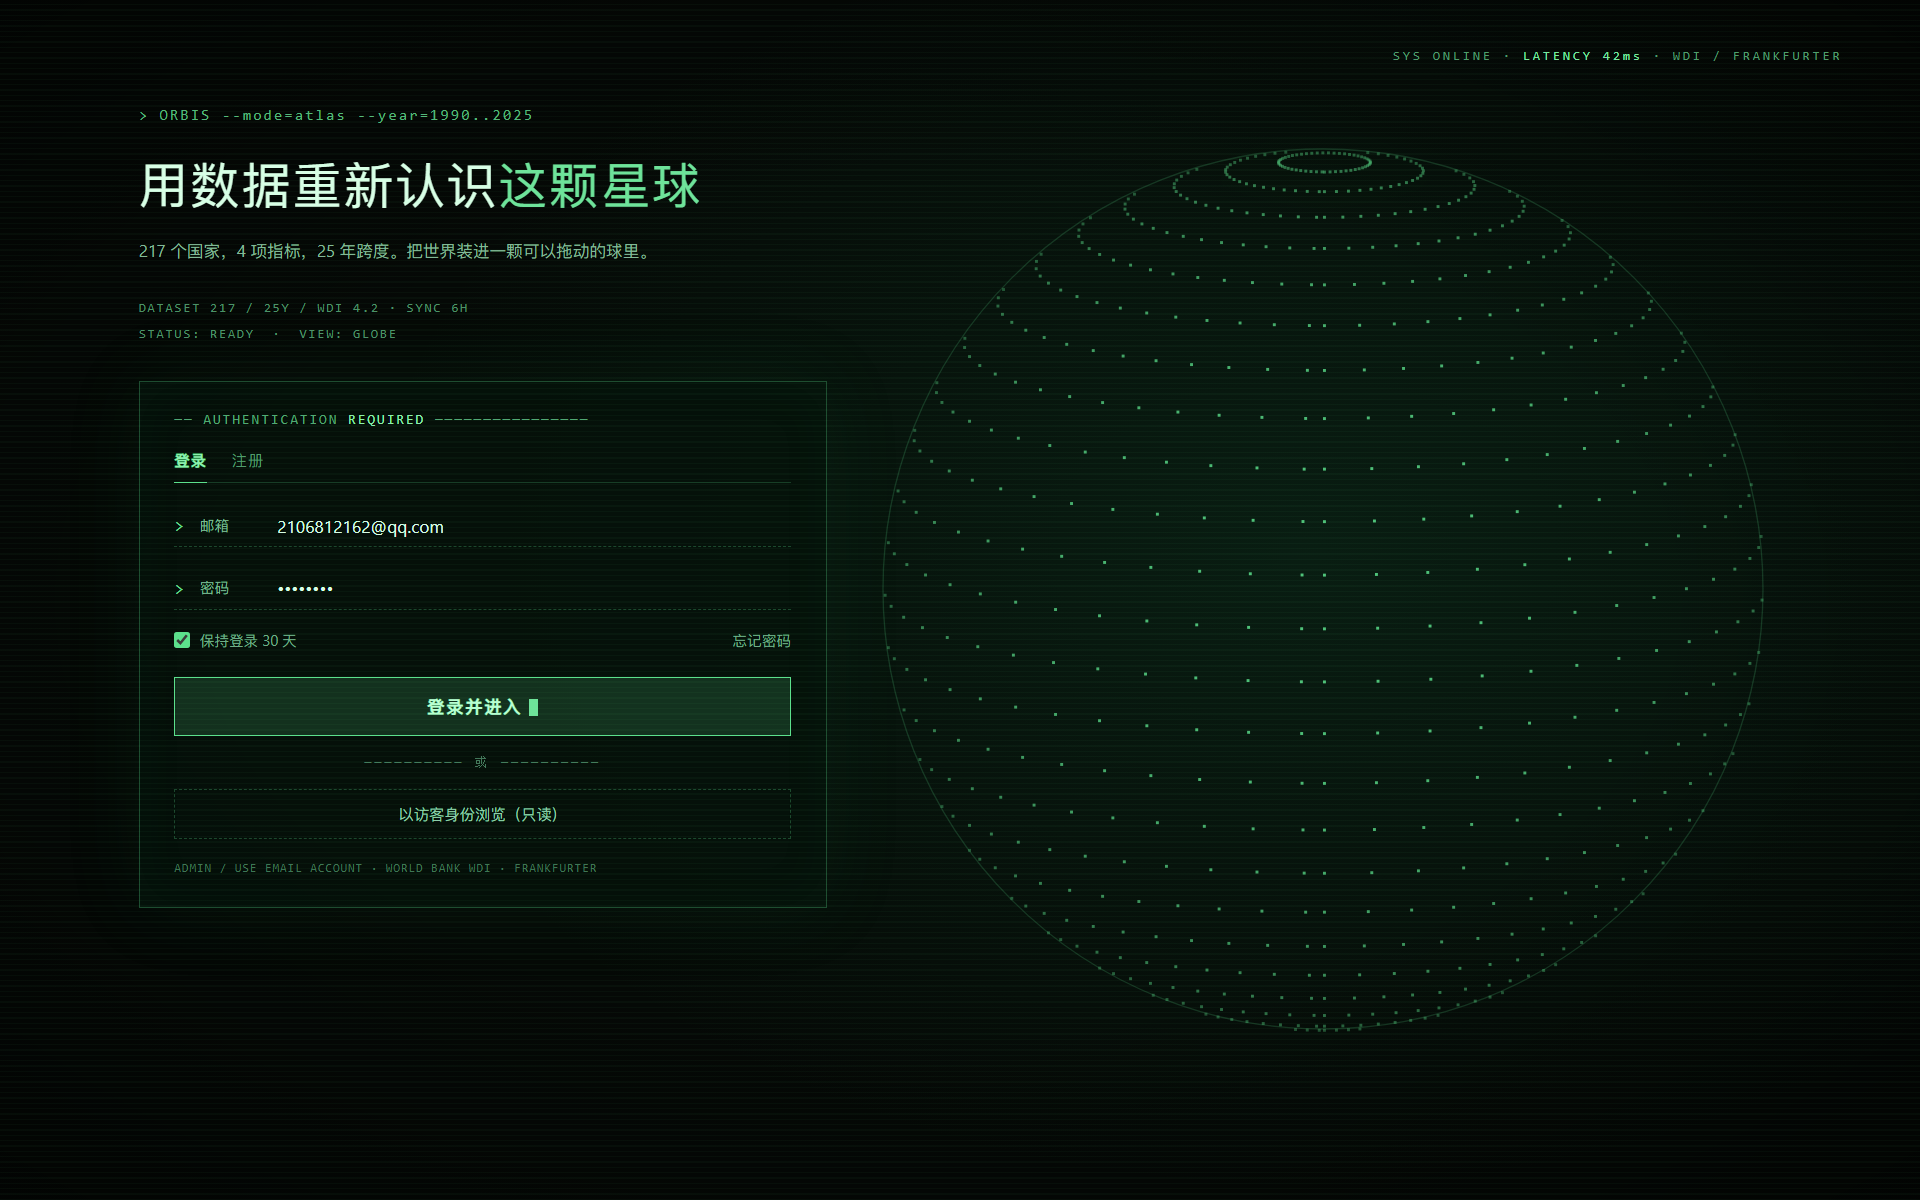 SYS ONLINE · LATENCY 42ms · WDI / FRANKFURTER
> ORBIS --mode=atlas --year=1990..2025
用数据重新认识这颗星球
217 个国家，4 项指标，25 年跨度。把世界装进一颗可以拖动的球里。
DATASET 217 / 25Y / WDI 4.2 · SYNC 6H
STATUS: READY · VIEW: GLOBE
—— AUTHENTICATION REQUIRED ————————————————
登录 注册
> 邮箱 2106812162@qq.com
> 密码 ••••••••
保持登录 30 天 忘记密码
登录并进入
—————————— 或 ——————————
以访客身份浏览（只读）
ADMIN / USE EMAIL ACCOUNT · WORLD BANK WDI · FRANKFURTER